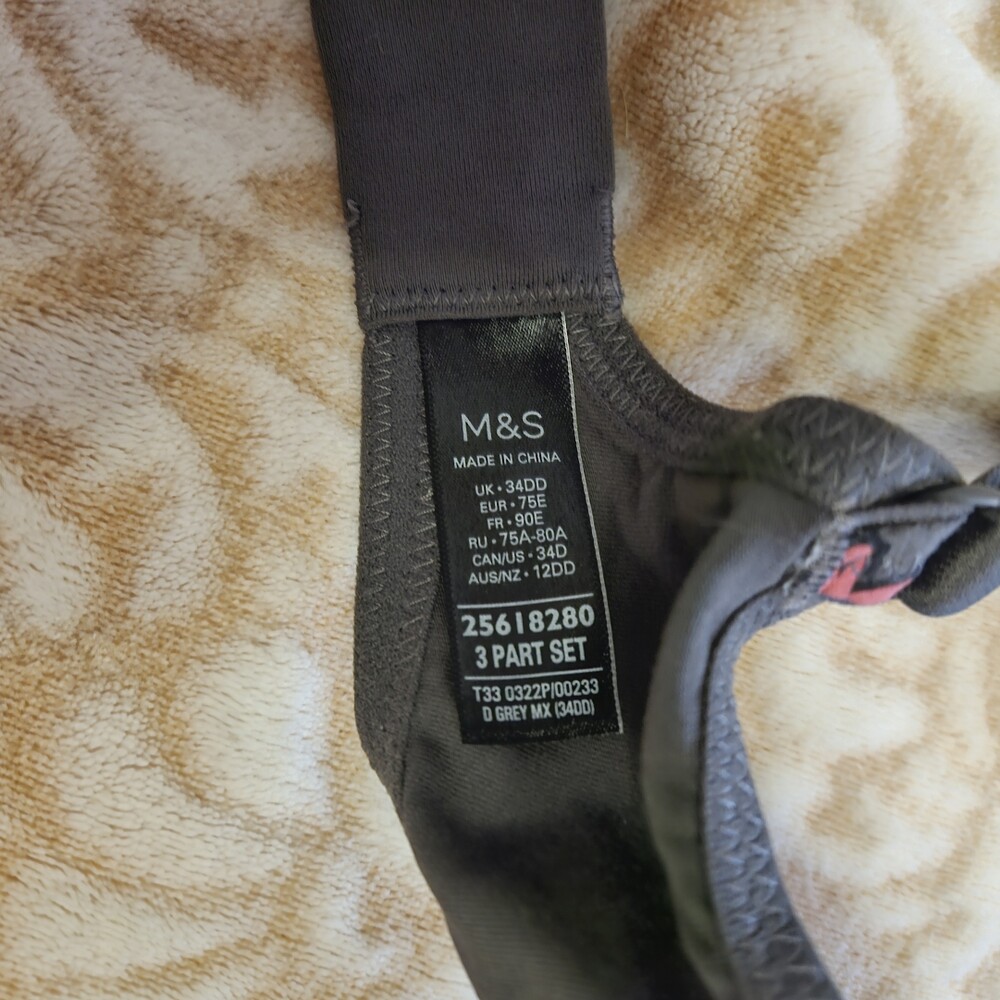 M&S
MADE IN CHINA
UK • 34DD
EUR • 75E
FR • 90E
RU • 75A-80A
CAN/US • 34D
AUS/NZ • 12DD
25618280
3 PART SET
T33 0322P/00233
D GREY MX (34DD)